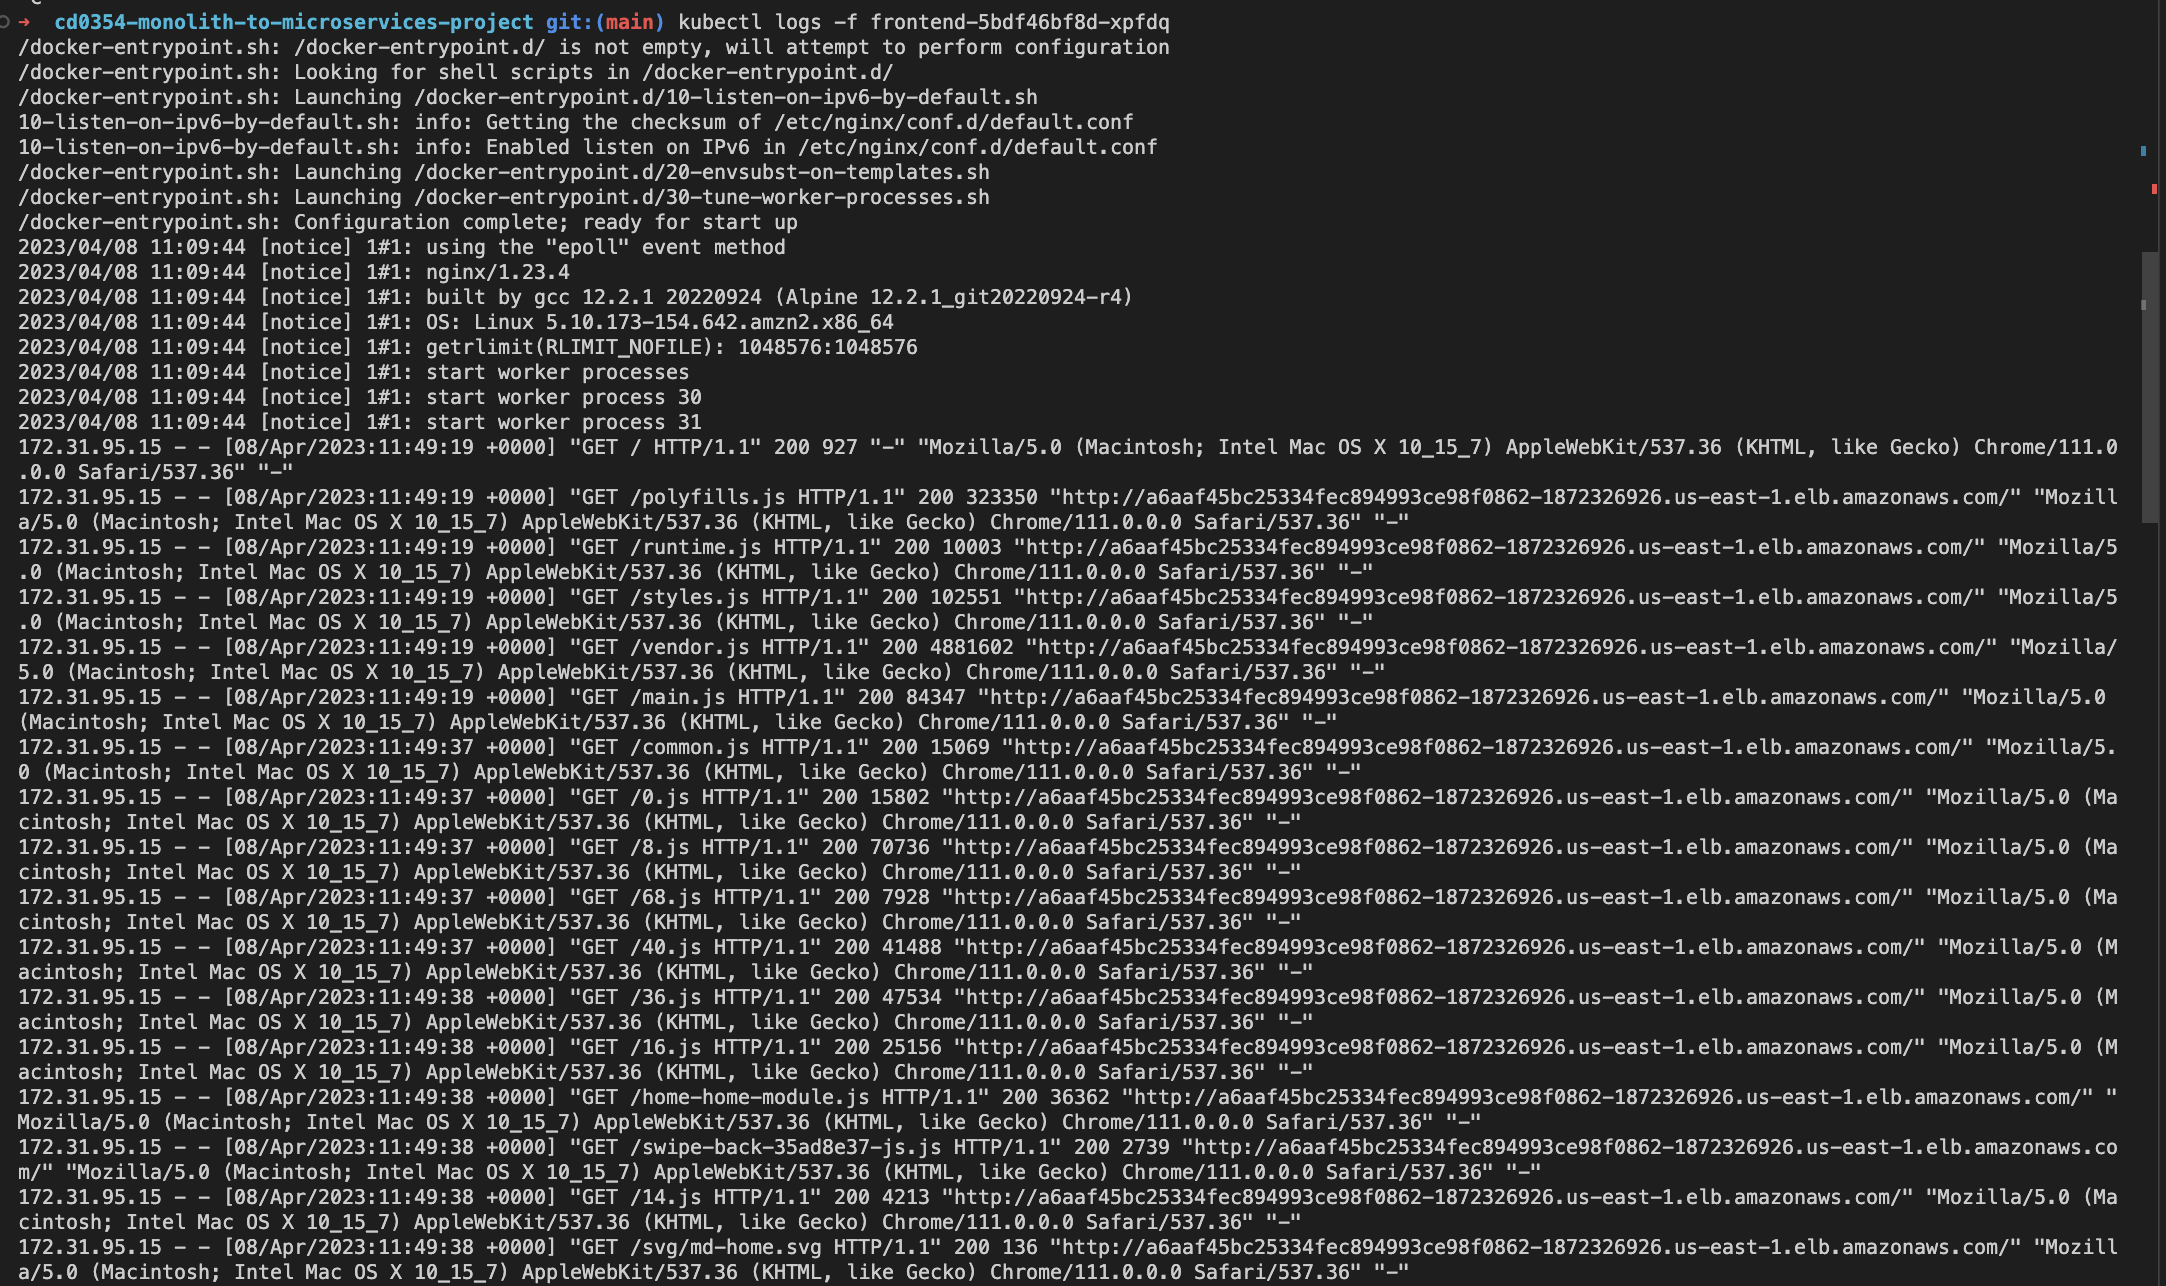 → cd0354-monolith-to-microservices-project git:(main) kubectl logs -f frontend-5bdf46bf8d-xpfdq
/docker-entrypoint.sh: /docker-entrypoint.d/ is not empty, will attempt to perform configuration
/docker-entrypoint.sh: Looking for shell scripts in /docker-entrypoint.d/
/docker-entrypoint.sh: Launching /docker-entrypoint.d/10-listen-on-ipv6-by-default.sh
10-listen-on-ipv6-by-default.sh: info: Getting the checksum of /etc/nginx/conf.d/default.conf
10-listen-on-ipv6-by-default.sh: info: Enabled listen on IPv6 in /etc/nginx/conf.d/default.conf
/docker-entrypoint.sh: Launching /docker-entrypoint.d/20-envsubst-on-templates.sh
/docker-entrypoint.sh: Launching /docker-entrypoint.d/30-tune-worker-processes.sh
/docker-entrypoint.sh: Configuration complete; ready for start up
2023/04/08 11:09:44 [notice] 1#1: using the "epoll" event method
2023/04/08 11:09:44 [notice] 1#1: nginx/1.23.4
2023/04/08 11:09:44 [notice] 1#1: built by gcc 12.2.1 20220924 (Alpine 12.2.1_git20220924-r4)
2023/04/08 11:09:44 [notice] 1#1: OS: Linux 5.10.173-154.642.amzn2.x86_64
2023/04/08 11:09:44 [notice] 1#1: getrlimit(RLIMIT_NOFILE): 1048576:1048576
2023/04/08 11:09:44 [notice] 1#1: start worker processes
2023/04/08 11:09:44 [notice] 1#1: start worker process 30
2023/04/08 11:09:44 [notice] 1#1: start worker process 31
172.31.95.15 - - [08/Apr/2023:11:49:19 +0000] "GET / HTTP/1.1" 200 927 "-" "Mozilla/5.0 (Macintosh; Intel Mac OS X 10_15_7) AppleWebKit/537.36 (KHTML, like Gecko) Chrome/111.0
.0.0 Safari/537.36" "-"
172.31.95.15 - - [08/Apr/2023:11:49:19 +0000] "GET /polyfills.js HTTP/1.1" 200 323350 "http://a6aaf45bc25334fec894993ce98f0862-1872326926.us-east-1.elb.amazonaws.com/" "Mozill
a/5.0 (Macintosh; Intel Mac OS X 10_15_7) AppleWebKit/537.36 (KHTML, like Gecko) Chrome/111.0.0.0 Safari/537.36" "-"
172.31.95.15 - - [08/Apr/2023:11:49:19 +0000] "GET /runtime.js HTTP/1.1" 200 10003 "http://a6aaf45bc25334fec894993ce98f0862-1872326926.us-east-1.elb.amazonaws.com/" "Mozilla/5
.0 (Macintosh; Intel Mac OS X 10_15_7) AppleWebKit/537.36 (KHTML, like Gecko) Chrome/111.0.0.0 Safari/537.36" "-"
172.31.95.15 - - [08/Apr/2023:11:49:19 +0000] "GET /styles.js HTTP/1.1" 200 102551 "http://a6aaf45bc25334fec894993ce98f0862-1872326926.us-east-1.elb.amazonaws.com/" "Mozilla/5
.0 (Macintosh; Intel Mac OS X 10_15_7) AppleWebKit/537.36 (KHTML, like Gecko) Chrome/111.0.0.0 Safari/537.36" "-"
172.31.95.15 - - [08/Apr/2023:11:49:19 +0000] "GET /vendor.js HTTP/1.1" 200 4881602 "http://a6aaf45bc25334fec894993ce98f0862-1872326926.us-east-1.elb.amazonaws.com/" "Mozilla/
5.0 (Macintosh; Intel Mac OS X 10_15_7) AppleWebKit/537.36 (KHTML, like Gecko) Chrome/111.0.0.0 Safari/537.36" "-"
172.31.95.15 - - [08/Apr/2023:11:49:19 +0000] "GET /main.js HTTP/1.1" 200 84347 "http://a6aaf45bc25334fec894993ce98f0862-1872326926.us-east-1.elb.amazonaws.com/" "Mozilla/5.0
(Macintosh; Intel Mac OS X 10_15_7) AppleWebKit/537.36 (KHTML, like Gecko) Chrome/111.0.0.0 Safari/537.36" "-"
172.31.95.15 - - [08/Apr/2023:11:49:37 +0000] "GET /common.js HTTP/1.1" 200 15069 "http://a6aaf45bc25334fec894993ce98f0862-1872326926.us-east-1.elb.amazonaws.com/" "Mozilla/5.
0 (Macintosh; Intel Mac OS X 10_15_7) AppleWebKit/537.36 (KHTML, like Gecko) Chrome/111.0.0.0 Safari/537.36" "-"
172.31.95.15 - - [08/Apr/2023:11:49:37 +0000] "GET /0.js HTTP/1.1" 200 15802 "http://a6aaf45bc25334fec894993ce98f0862-1872326926.us-east-1.elb.amazonaws.com/" "Mozilla/5.0 (Ma
cintosh; Intel Mac OS X 10_15_7) AppleWebKit/537.36 (KHTML, like Gecko) Chrome/111.0.0.0 Safari/537.36" "-"
172.31.95.15 - - [08/Apr/2023:11:49:37 +0000] "GET /8.js HTTP/1.1" 200 70736 "http://a6aaf45bc25334fec894993ce98f0862-1872326926.us-east-1.elb.amazonaws.com/" "Mozilla/5.0 (Ma
cintosh; Intel Mac OS X 10_15_7) AppleWebKit/537.36 (KHTML, like Gecko) Chrome/111.0.0.0 Safari/537.36" "-"
172.31.95.15 - - [08/Apr/2023:11:49:37 +0000] "GET /68.js HTTP/1.1" 200 7928 "http://a6aaf45bc25334fec894993ce98f0862-1872326926.us-east-1.elb.amazonaws.com/" "Mozilla/5.0 (Ma
cintosh; Intel Mac OS X 10_15_7) AppleWebKit/537.36 (KHTML, like Gecko) Chrome/111.0.0.0 Safari/537.36" "-"
172.31.95.15 - - [08/Apr/2023:11:49:37 +0000] "GET /40.js HTTP/1.1" 200 41488 "http://a6aaf45bc25334fec894993ce98f0862-1872326926.us-east-1.elb.amazonaws.com/" "Mozilla/5.0 (M
acintosh; Intel Mac OS X 10_15_7) AppleWebKit/537.36 (KHTML, like Gecko) Chrome/111.0.0.0 Safari/537.36" "-"
172.31.95.15 - - [08/Apr/2023:11:49:38 +0000] "GET /36.js HTTP/1.1" 200 47534 "http://a6aaf45bc25334fec894993ce98f0862-1872326926.us-east-1.elb.amazonaws.com/" "Mozilla/5.0 (M
acintosh; Intel Mac OS X 10_15_7) AppleWebKit/537.36 (KHTML, like Gecko) Chrome/111.0.0.0 Safari/537.36" "-"
172.31.95.15 - - [08/Apr/2023:11:49:38 +0000] "GET /16.js HTTP/1.1" 200 25156 "http://a6aaf45bc25334fec894993ce98f0862-1872326926.us-east-1.elb.amazonaws.com/" "Mozilla/5.0 (M
acintosh; Intel Mac OS X 10_15_7) AppleWebKit/537.36 (KHTML, like Gecko) Chrome/111.0.0.0 Safari/537.36" "-"
172.31.95.15 - - [08/Apr/2023:11:49:38 +0000] "GET /home-home-module.js HTTP/1.1" 200 36362 "http://a6aaf45bc25334fec894993ce98f0862-1872326926.us-east-1.elb.amazonaws.com/" "
Mozilla/5.0 (Macintosh; Intel Mac OS X 10_15_7) AppleWebKit/537.36 (KHTML, like Gecko) Chrome/111.0.0.0 Safari/537.36" "-"
172.31.95.15 - - [08/Apr/2023:11:49:38 +0000] "GET /swipe-back-35ad8e37-js.js HTTP/1.1" 200 2739 "http://a6aaf45bc25334fec894993ce98f0862-1872326926.us-east-1.elb.amazonaws.co
m/" "Mozilla/5.0 (Macintosh; Intel Mac OS X 10_15_7) AppleWebKit/537.36 (KHTML, like Gecko) Chrome/111.0.0.0 Safari/537.36" "-"
172.31.95.15 - - [08/Apr/2023:11:49:38 +0000] "GET /14.js HTTP/1.1" 200 4213 "http://a6aaf45bc25334fec894993ce98f0862-1872326926.us-east-1.elb.amazonaws.com/" "Mozilla/5.0 (Ma
cintosh; Intel Mac OS X 10_15_7) AppleWebKit/537.36 (KHTML, like Gecko) Chrome/111.0.0.0 Safari/537.36" "-"
172.31.95.15 - - [08/Apr/2023:11:49:38 +0000] "GET /svg/md-home.svg HTTP/1.1" 200 136 "http://a6aaf45bc25334fec894993ce98f0862-1872326926.us-east-1.elb.amazonaws.com/" "Mozill
a/5.0 (Macintosh; Intel Mac OS X 10_15_7) AppleWebKit/537.36 (KHTML, like Gecko) Chrome/111.0.0.0 Safari/537.36" "-"